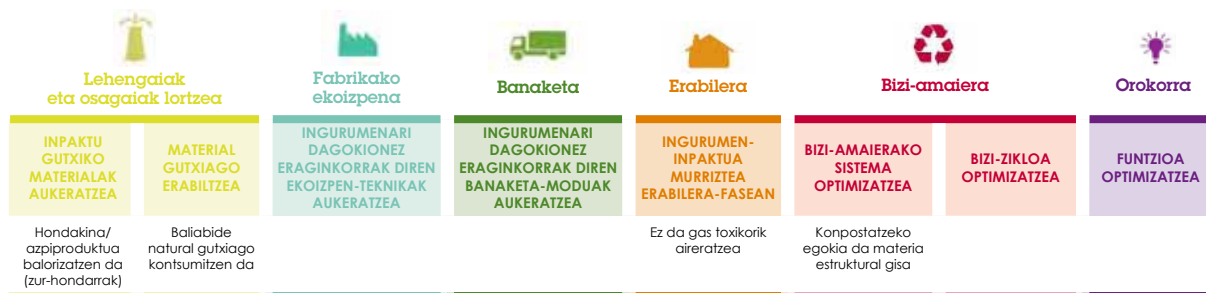 Lehengaiak
eta osagaiak lortzea
Fabrikako
ekoizpena
Banaketa
Erabilera
Bizi-amaiera
Orokorra
INPAKTU
GUTXIKO
MATERIALAK
AUKERATZEA
MATERIAL
GUTXIAGO
ERABILTZEA
INGURUMENARI
DAGOKIONEZ
ERAGINKORRAK DIREN
EKOIZPEN-TEKNIKAK
AUKERATZEA
INGURUMENARI
DAGOKIONEZ
ERAGINKORRAK DIREN
BANAKETA-MODUAK
AUKERATZEA
INGURUMEN-
INPAKTUA
MURRIZTEA
ERABILERA-FASEAN
BIZI-AMAIERAKO
SISTEMA
OPTIMIZATZEA
BIZI-ZIKLOA
OPTIMIZATZEA
FUNTZIOA
OPTIMIZATZEA
Hondakina/
azpiproduktua
balorizatzen da
(zur-hondarrak)
Baliabide
natural gutxiago
kontsumitzen da
Ez da gas toxikorik
aireratzea
Konpostatzeko
egokia da materia
estruktural gisa